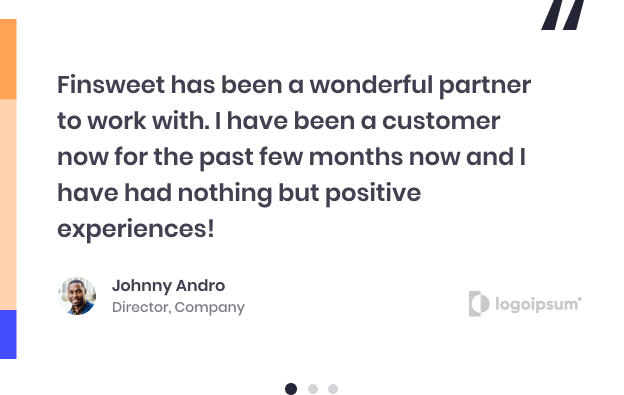 Finsweet has been a wonderful partner
to work with. I have been a customer
now for the past few months now and I
have had nothing but positive
experiences!
Johnny Andro
Director, Company
logoipsum